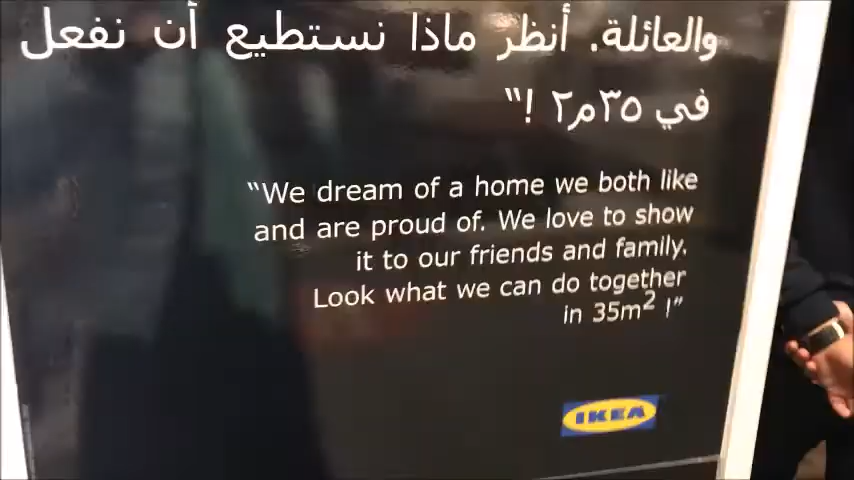 والعائلة. أنظر ماذا نستطيع أن نفعل
في ٣٥م٢ !"
"We dream of a home we both like
and are proud of. We love to show
it to our friends and family.
Look what we can do together
in 35m² !"
IKEA